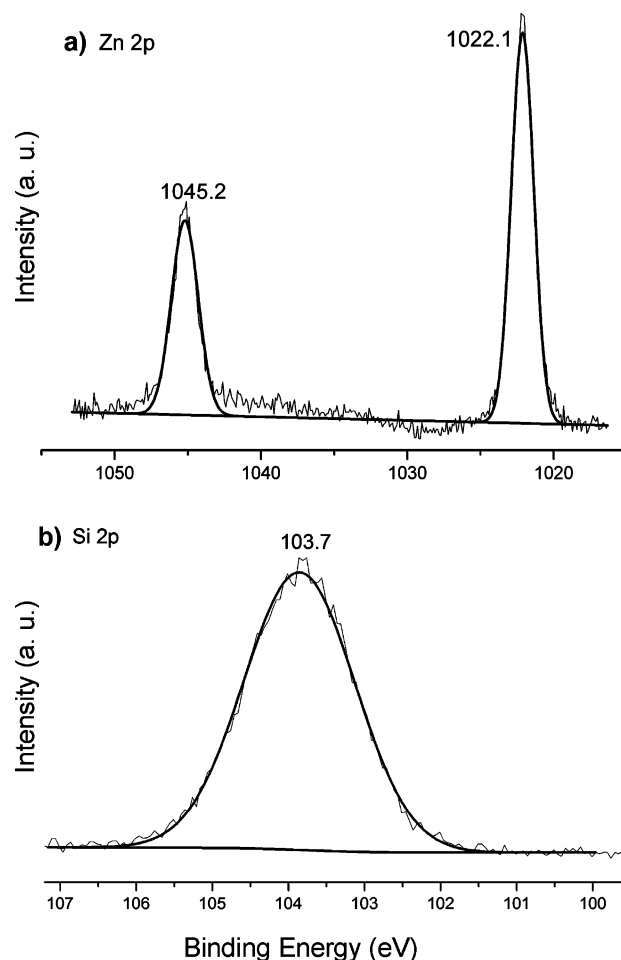 a) Zn 2p
1022.1
1045.2
Intensity (a. u.)
1050 1040 1030 1020
b) Si 2p
103.7
Intensity (a. u.)
107 106 105 104 103 102 101 100
Binding Energy (eV)